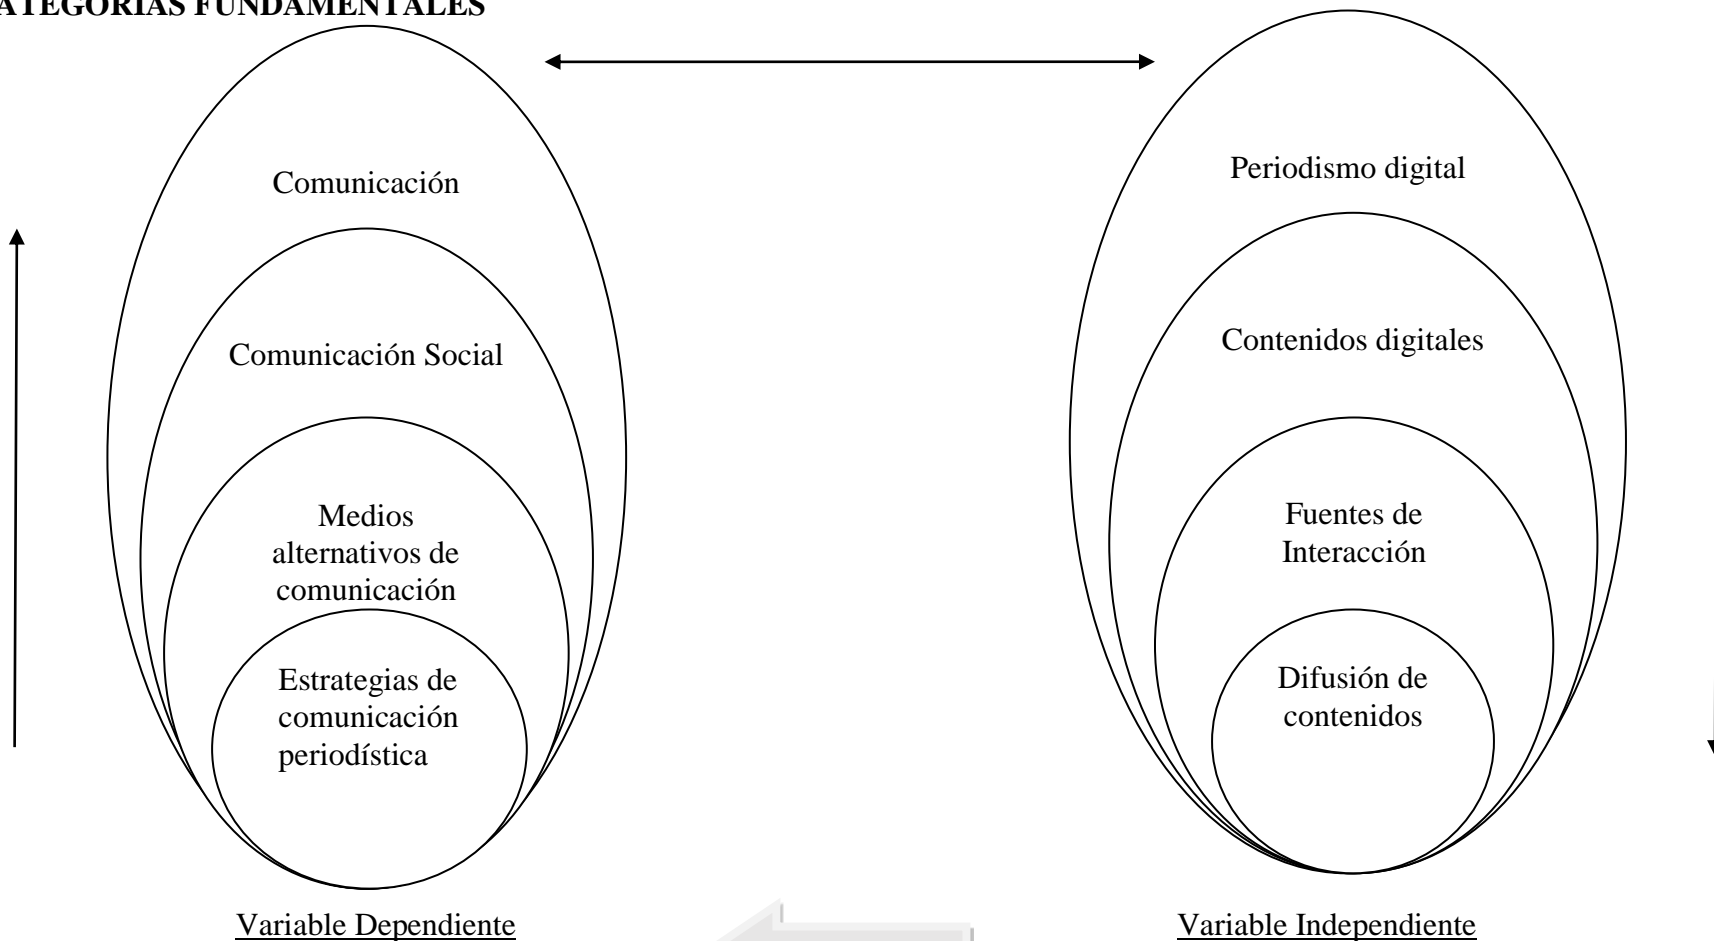 ATEGORÍAS FUNDAMENTALES
Comunicación
Comunicación Social
Medios
alternativos de
comunicación
Estrategias de
comunicación
periodística
Variable Dependiente
Periodismo digital
Contenidos digitales
Fuentes de
Interacción
Difusión de
contenidos
Variable Independiente